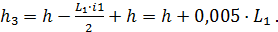 h₃ = h − (L₁·i1)/2 + h = h + 0,005 · L₁ .